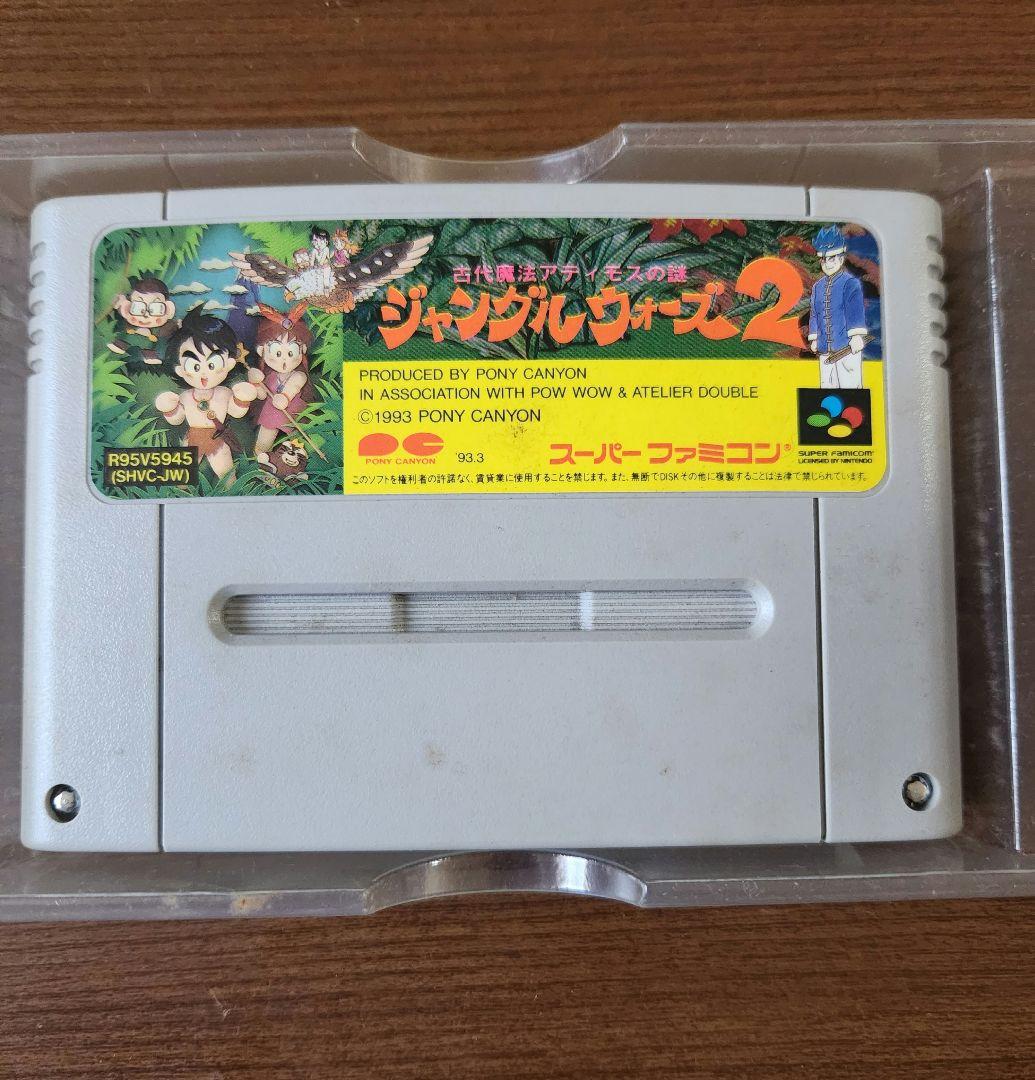 古代魔法アティモスの謎
ジャングルウォーズ2
PRODUCED BY PONY CANYON
IN ASSOCIATION WITH POW WOW & ATELIER DOUBLE
©1993 PONY CANYON
PONY CANYON
'93.3
スーパーファミコン®
SUPER FAMICOM
LICENSED BY NINTENDO
R95V5945
(SHVC-JW)
このソフトを権利者の許諾なく、賃貸業に使用することを禁じます。また、無断でDISKその他に複製することは法律で禁じられています。